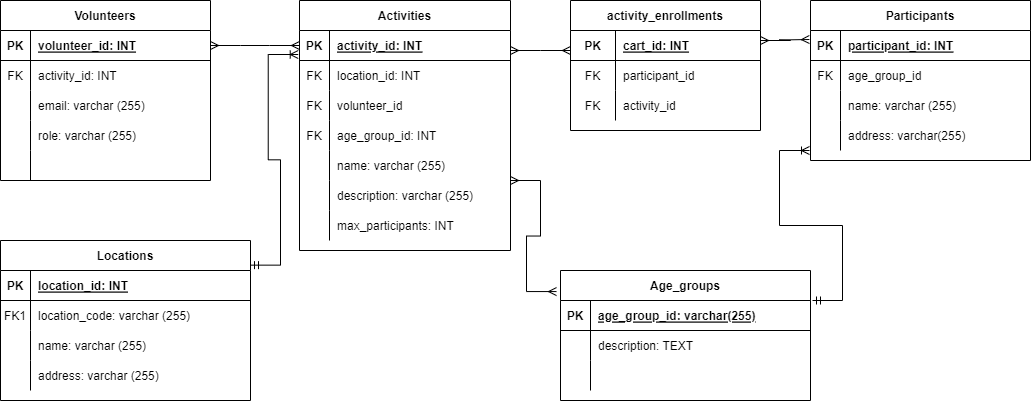 Volunteers
PK volunteer_id: INT
FK activity_id: INT
email: varchar (255)
role: varchar (255)
Activities
PK activity_id: INT
FK location_id: INT
FK volunteer_id
FK age_group_id: INT
name: varchar (255)
description: varchar (255)
max_participants: INT
activity_enrollments
PK cart_id: INT
FK participant_id
FK activity_id
Participants
PK participant_id: INT
FK age_group_id
name: varchar (255)
address: varchar(255)
Locations
PK location_id: INT
FK1 location_code: varchar (255)
name: varchar (255)
address: varchar (255)
Age_groups
PK age_group_id: varchar(255)
description: TEXT